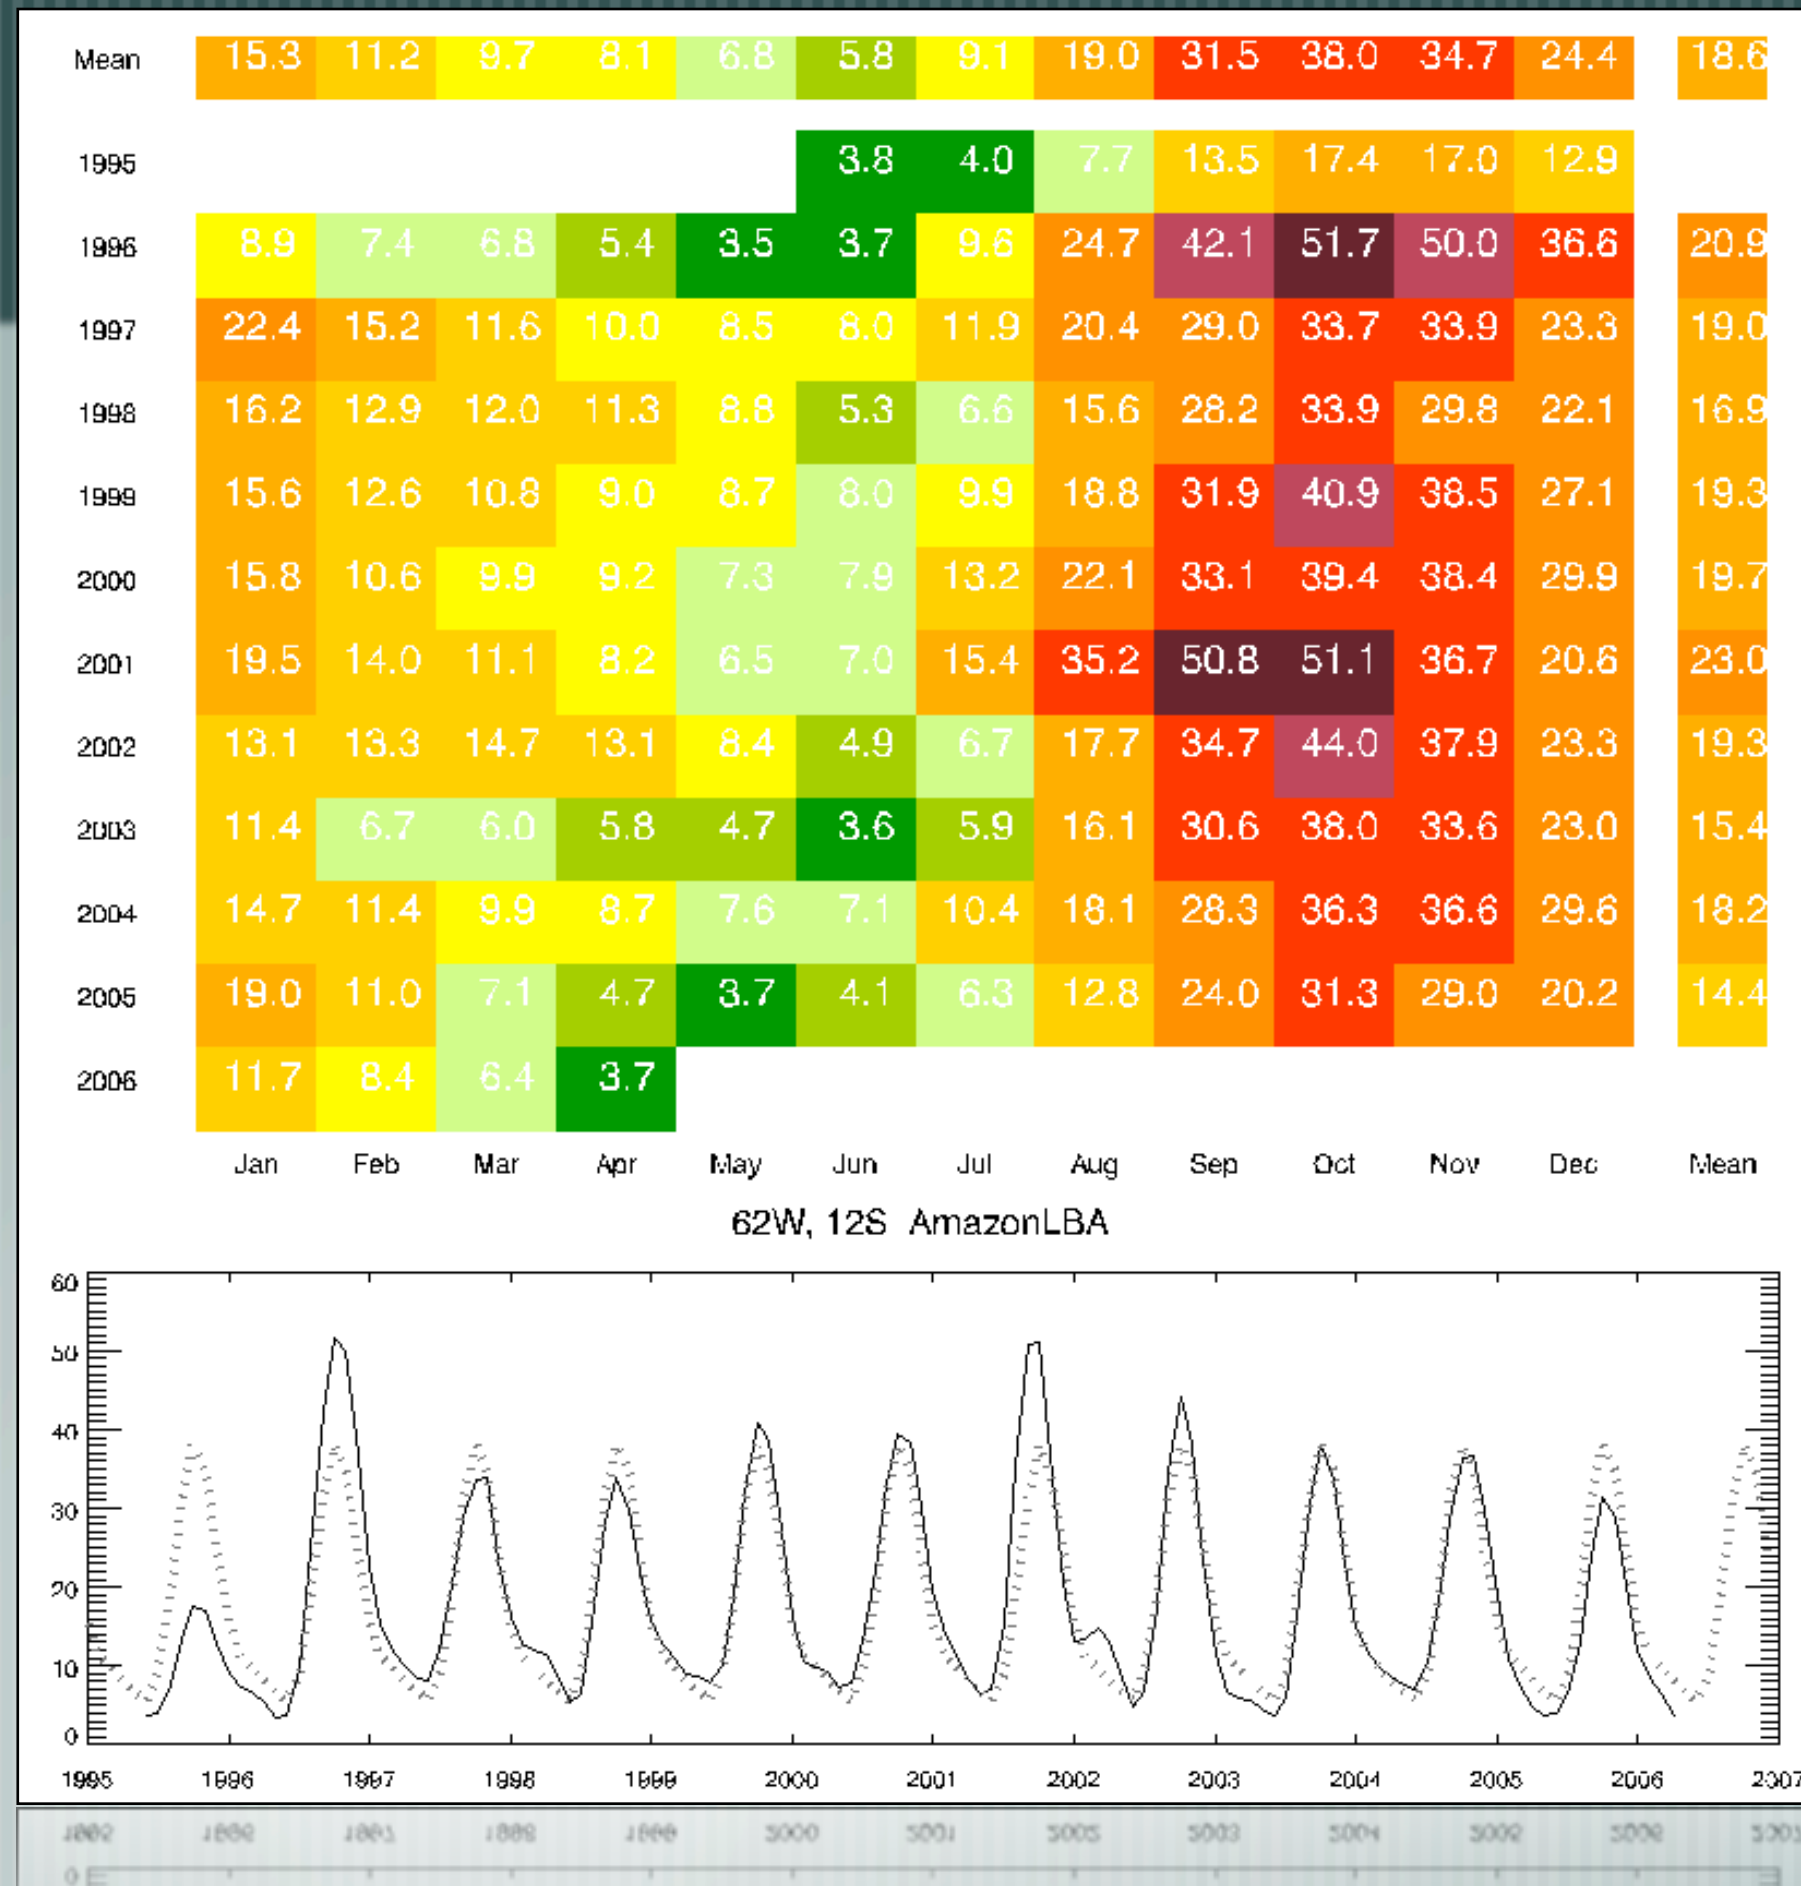 Mean 15.3 11.2 9.7 8.1 6.8 5.8 9.1 19.0 31.5 38.0 34.7 24.4 18.6
1995 3.8 4.0 7.7 13.5 17.4 17.0 12.9
1996 8.9 7.4 6.8 5.4 3.5 3.7 9.6 24.7 42.1 51.7 50.0 36.6 20.9
1997 22.4 15.2 11.6 10.0 8.5 8.0 11.9 20.4 29.0 33.7 33.9 23.3 19.0
1998 16.2 12.9 12.0 11.3 8.8 5.3 6.6 15.6 28.2 33.9 29.8 22.1 16.9
1999 15.6 12.6 10.8 9.0 8.7 8.0 9.9 18.8 31.9 40.9 38.5 27.1 19.3
2000 15.8 10.6 9.9 9.2 7.3 7.9 13.2 22.1 33.1 39.4 38.4 29.9 19.7
2001 19.5 14.0 11.1 8.2 6.5 7.0 15.4 35.2 50.8 51.1 36.7 20.6 23.0
2002 13.1 13.3 14.7 13.1 8.4 4.9 6.7 17.7 34.7 44.0 37.9 23.3 19.3
2003 11.4 6.7 6.0 5.8 4.7 3.6 5.9 16.1 30.6 38.0 33.6 23.0 15.4
2004 14.7 11.4 9.9 8.7 7.6 7.1 10.4 18.1 28.3 36.3 36.6 29.6 18.2
2005 19.0 11.0 7.1 4.7 3.7 4.1 6.3 12.8 24.0 31.3 29.0 20.2 14.4
2006 11.7 8.4 6.4 3.7
Jan Feb Mar Apr May Jun Jul Aug Sep Oct Nov Dec Mean
62W, 12S AmazonLBA
60
50
40
30
20
10
0
1995 1996 1997 1998 1999 2000 2001 2002 2003 2004 2005 2006 2007